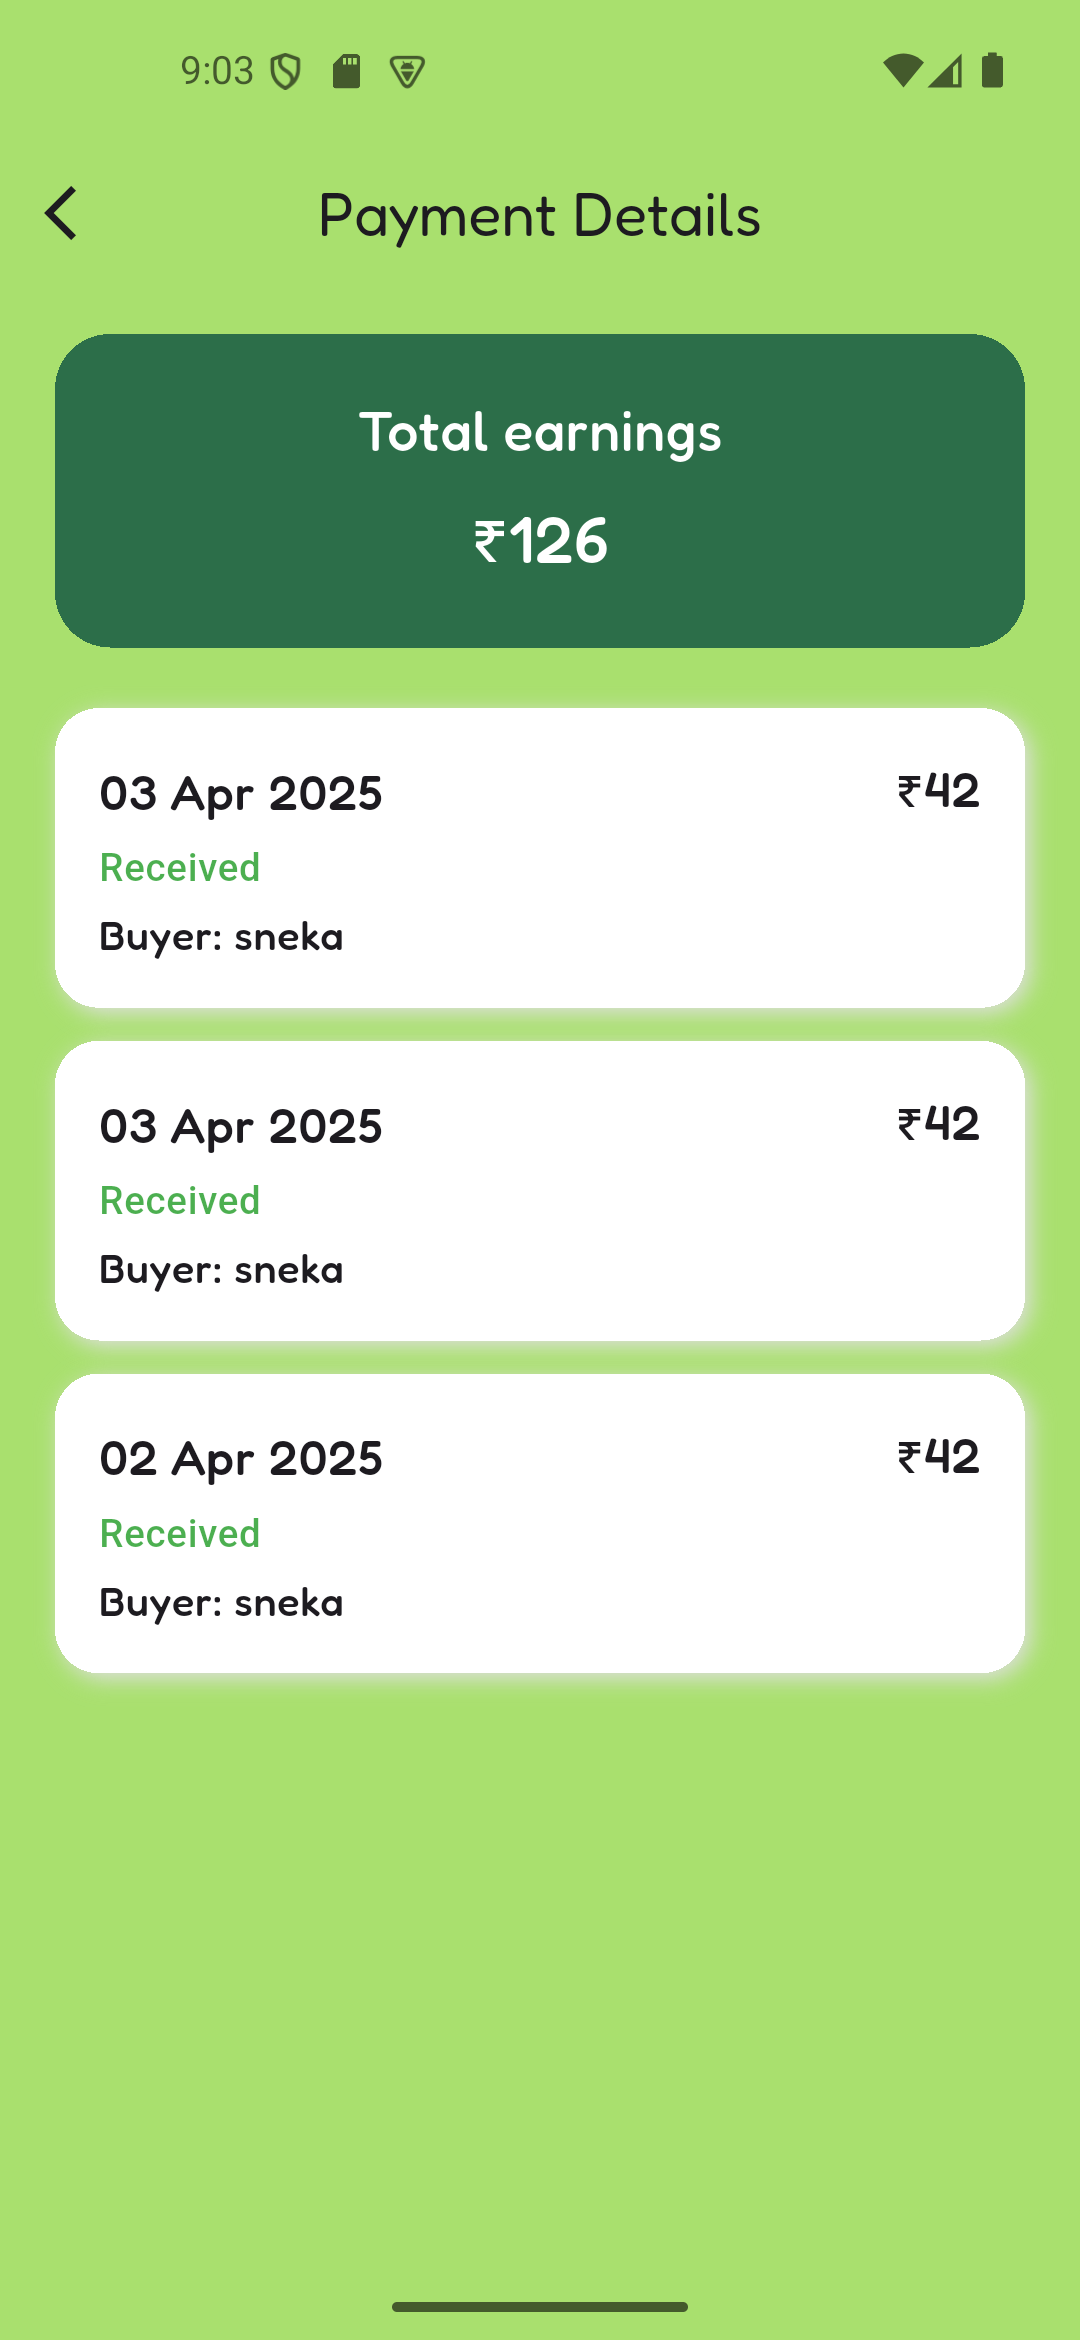 9:03
Payment Details
Total earnings
₹126
03 Apr 2025 ₹42
Received
Buyer: sneka
03 Apr 2025 ₹42
Received
Buyer: sneka
02 Apr 2025 ₹42
Received
Buyer: sneka